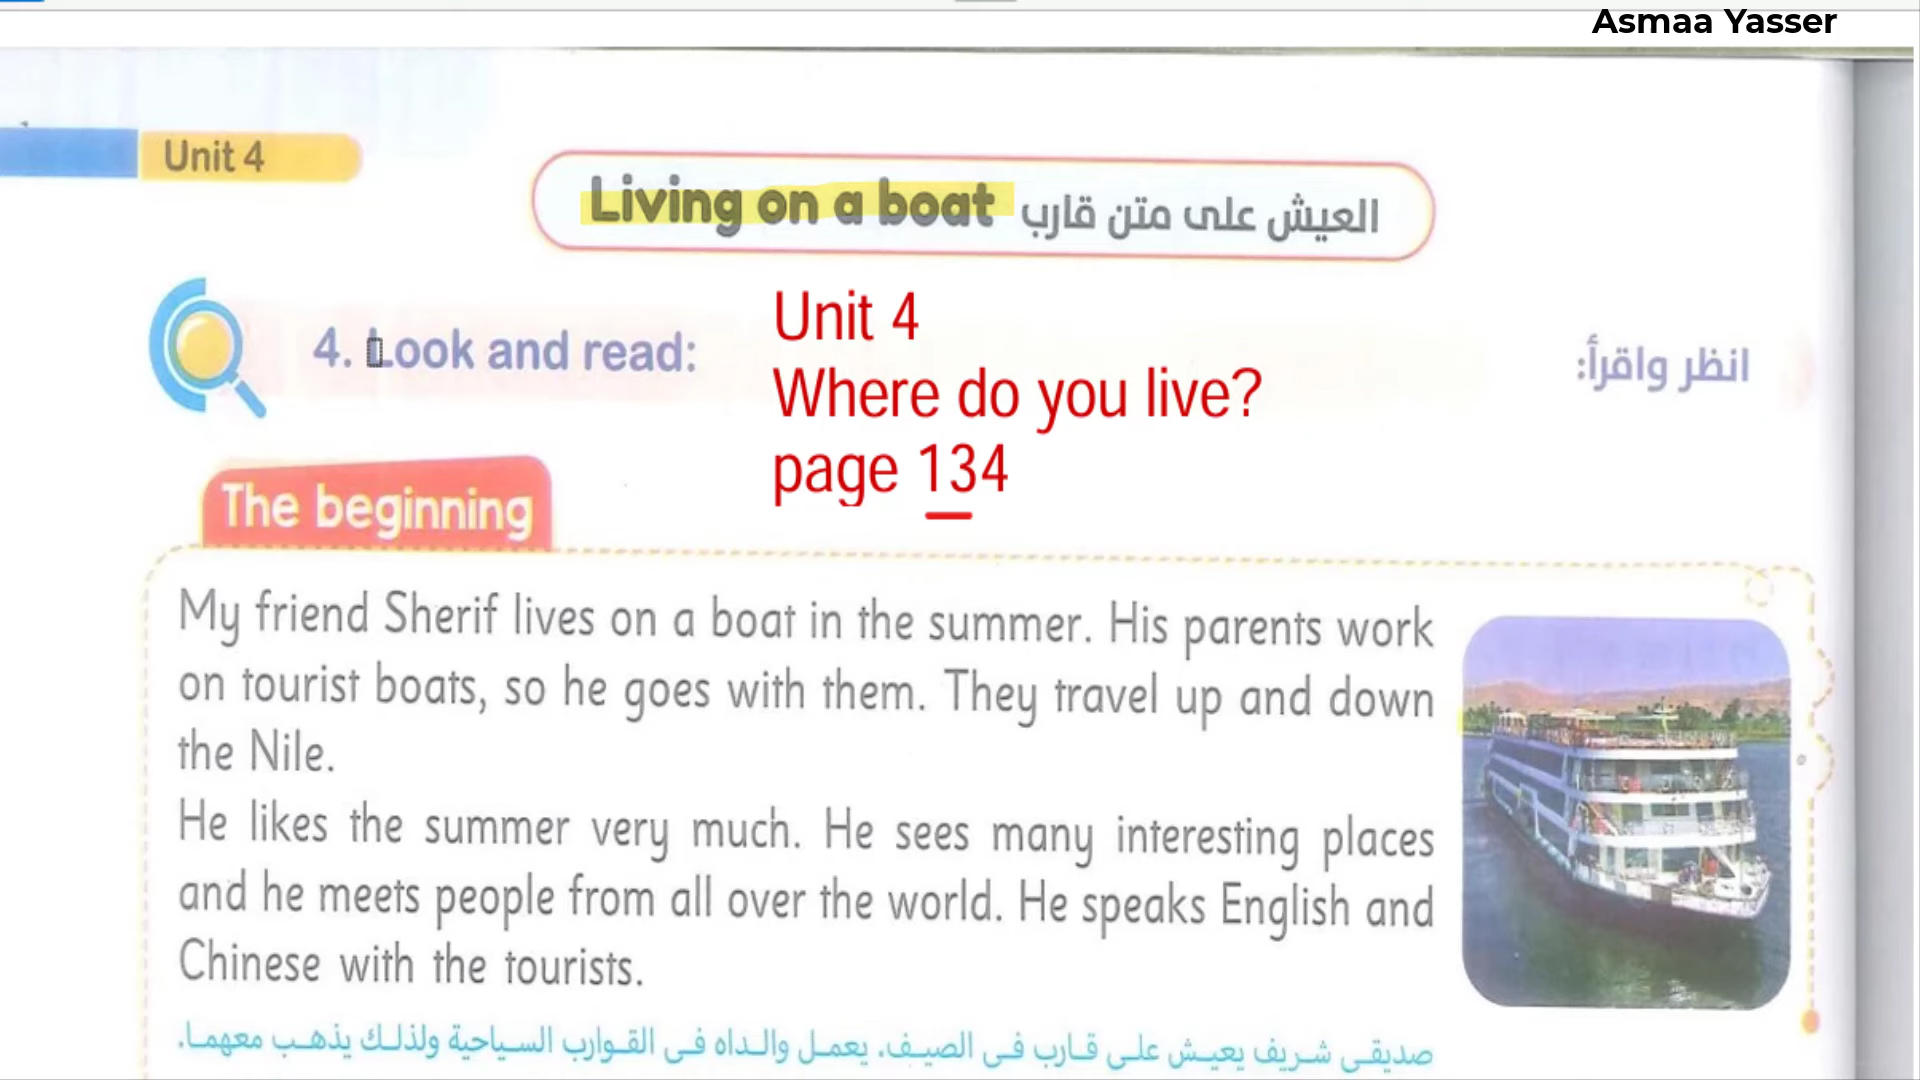 Asmaa Yasser
Unit 4
Living on a boat العيش على متن قارب
4. Look and read:
انظر واقرأ:
Unit 4
Where do you live?
page 134
The beginning
My friend Sherif lives on a boat in the summer. His parents work
on tourist boats, so he goes with them. They travel up and down
the Nile.
He likes the summer very much. He sees many interesting places
and he meets people from all over the world. He speaks English and
Chinese with the tourists.
صديقى شريف يعيش على قارب فى الصيف. يعمل والداه فى القوارب السياحية ولذلك يذهب معهما.